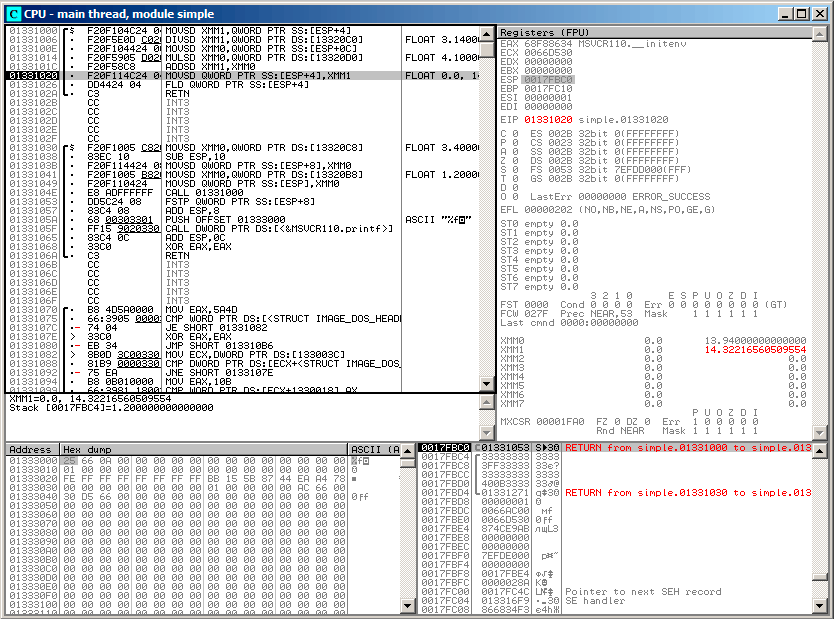 CPU - main thread, module simple
01331000 $ F20F104C24 04 MOVSD XMM1,QWORD PTR SS:[ESP+4]
01331006 . F20F5E0D C020 DIVSD XMM1,QWORD PTR DS:[13320C0] FLOAT 3.1400
0133100E . F20F104424 0C MOVSD XMM0,QWORD PTR SS:[ESP+0C]
01331014 . F20F5905 D020 MULSD XMM0,QWORD PTR DS:[13320D0] FLOAT 4.1000
0133101C . F20F58C8 ADDSD XMM1,XMM0
01331020 . F20F114C24 04 MOVSD QWORD PTR SS:[ESP+4],XMM1 FLOAT 0.0, 14
01331026 . DD4424 04 FLD QWORD PTR SS:[ESP+4]
0133102A . C3 RETN
0133102B CC INT3
0133102C CC INT3
0133102D CC INT3
0133102E CC INT3
0133102F CC INT3
01331030 $ F20F1005 C820 MOVSD XMM0,QWORD PTR DS:[13320C8] FLOAT 3.4000
01331038 . 83EC 10 SUB ESP,10
0133103B . F20F114424 08 MOVSD QWORD PTR SS:[ESP+8],XMM0
01331041 . F20F1005 B820 MOVSD XMM0,QWORD PTR DS:[13320B8] FLOAT 1.2000
01331049 . F20F110424 MOVSD QWORD PTR SS:[ESP],XMM0
0133104E . E8 ADFFFFFF CALL 01331000
01331053 . DD5C24 08 FSTP QWORD PTR SS:[ESP+8]
01331057 . 83C4 08 ADD ESP,8
0133105A . 68 00303301 PUSH OFFSET 01333000 ASCII "%f
0133105F . FF15 90203301 CALL DWORD PTR DS:[<&MSVCR110.printf>]
01331065 . 83C4 0C ADD ESP,0C
01331068 . 33C0 XOR EAX,EAX
0133106A . C3 RETN
0133106B CC INT3
0133106C CC INT3
0133106D CC INT3
0133106E CC INT3
0133106F CC INT3
01331070 . B8 4D5A0000 MOV EAX,5A4D
01331075 . 66:3905 0000 CMP WORD PTR DS:[<STRUCT IMAGE_DOS_HEAD
0133107C .- 74 04 JE SHORT 01331082
0133107E > 33C0 XOR EAX,EAX
01331080 .- EB 34 JMP SHORT 013310B6
01331082 > 8B0D 3C003300 MOV ECX,DWORD PTR DS:[133003C]
01331088 . 81B9 00003300 CMP DWORD PTR DS:[ECX+<STRUCT IMAGE_DOS_
01331092 .- 75 EA JNE SHORT 0133107E
01331094 . B8 0B010000 MOV EAX,10B
01331099 . 66:3981 1800 CMP WORD PTR DS:[ECX+1330018],AX
XMM1=0.0, 14.32216560509554
Stack [0017FBC4]=1.200000000000000
Registers (FPU)
EAX 68F88634 MSVCR110.__initenv
ECX 0066D530
EDX 00000000
EBX 00000000
ESP 0017FBC0
EBP 0017FC10
ESI 00000001
EDI 00000000
EIP 01331020 simple.01331020
C 0 ES 002B 32bit 0(FFFFFFFF)
P 0 CS 0023 32bit 0(FFFFFFFF)
A 0 SS 002B 32bit 0(FFFFFFFF)
Z 0 DS 002B 32bit 0(FFFFFFFF)
S 0 FS 0053 32bit 7EFDD000(FFF)
T 0 GS 002B 32bit 0(FFFFFFFF)
D 0
O 0 LastErr 00000000 ERROR_SUCCESS
EFL 00000202 (NO,NB,NE,A,NS,PO,GE,G)
ST0 empty 0.0
ST1 empty 0.0
ST2 empty 0.0
ST3 empty 0.0
ST4 empty 0.0
ST5 empty 0.0
ST6 empty 0.0
ST7 empty 0.0
3 2 1 0 E S P U O Z D I
FST 0000 Cond 0 0 0 0 Err 0 0 0 0 0 0 0 0 (GT)
FCW 027F Prec NEAR,53 Mask 1 1 1 1 1 1
Last cmnd 0000:00000000
XMM0 0.0 13.94000000000000
XMM1 0.0 14.32216560509554
XMM2 0.0 0.0
XMM3 0.0 0.0
XMM4 0.0 0.0
XMM5 0.0 0.0
XMM6 0.0 0.0
XMM7 0.0 0.0
P U O Z D I
MXCSR 00001FA0 FZ 0 DZ 0 Err 1 0 0 0 0 0
Rnd NEAR Mask 1 1 1 1 1 1
Address Hex dump ASCII (A
01333000 25 66 0A 00 00 00 00 00 00 00 00 00 00 00 00 00 %f
01333010 01 00 00 00 00 00 00 00 00 00 00 00 00 00 00 00
01333020 FE FF FF FF FF FF FF FF BB 15 5B 87 44 EA A4 78
01333030 00 00 00 00 00 00 00 00 01 00 00 00 AC 66 00
01333040 30 D5 66 00 00 00 00 00 00 00 00 00 00 00 00 00 0
01333050 00 00 00 00 00 00 00 00 00 00 00 00 00 00 00 00
01333060 00 00 00 00 00 00 00 00 00 00 00 00 00 00 00 00
01333070 00 00 00 00 00 00 00 00 00 00 00 00 00 00 00 00
01333080 00 00 00 00 00 00 00 00 00 00 00 00 00 00 00 00
01333090 00 00 00 00 00 00 00 00 00 00 00 00 00 00 00 00
013330A0 00 00 00 00 00 00 00 00 00 00 00 00 00 00 00 00
013330B0 00 00 00 00 00 00 00 00 00 00 00 00 00 00 00 00
013330C0 00 00 00 00 00 00 00 00 00 00 00 00 00 00 00 00
013330D0 00 00 00 00 00 00 00 00 00 00 00 00 00 00 00 00
013330E0 00 00 00 00 00 00 00 00 00 00 00 00 00 00 00 00
013330F0 00 00 00 00 00 00 00 00 00 00 00 00 00 00 00 00
01333100 00 00 00 00 00 00 00 00 00 00 00 00 00 00 00 00
0017FBC0 01331053 RETURN from simple.01331000 to simple.013
0017FBC4 33333333 3333
0017FBC8 3FF33333 33
0017FBCC 33333333 3333
0017FBD0 400B3333 33
0017FBD4 01331271 RETURN from simple.01331030 to simple.013
0017FBD8 00000001
0017FBDC 0066AC00
0017FBE0 0066D530
0017FBE4 874CE9AB
0017FBE8 00000000
0017FBEC 00000000
0017FBF0 7EFDE000
0017FBF4 00000000
0017FBF8 0017FBE4
0017FBFC 0000028A
0017FC00 0017FC4C Pointer to next SEH record
0017FC04 013316F9 SE handler
0017FC08 866834F3